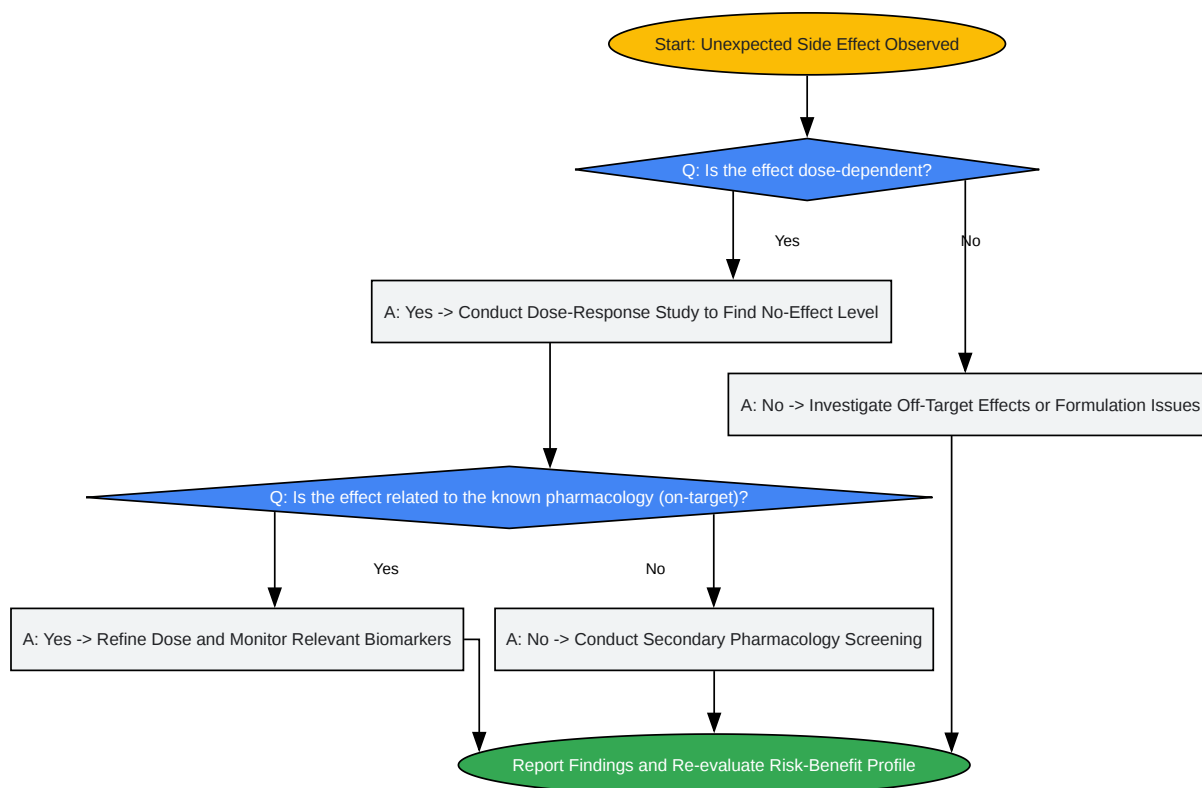 Start: Unexpected Side Effect Observed
Q: Is the effect dose-dependent?
Yes
No
A: Yes -> Conduct Dose-Response Study to Find No-Effect Level
A: No -> Investigate Off-Target Effects or Formulation Issues
Q: Is the effect related to the known pharmacology (on-target)?
Yes
No
A: Yes -> Refine Dose and Monitor Relevant Biomarkers
A: No -> Conduct Secondary Pharmacology Screening
Report Findings and Re-evaluate Risk-Benefit Profile